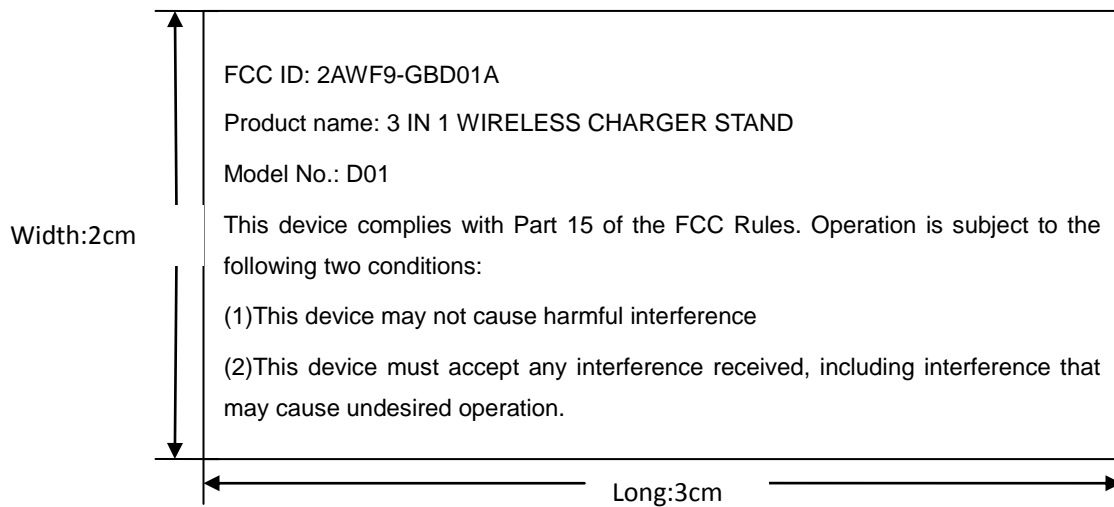 FCC ID: 2AWF9-GBD01A
Product name: 3 IN 1 WIRELESS CHARGER STAND
Model No.: D01
Width:2cm
This device complies with Part 15 of the FCC Rules. Operation is subject to the
following two conditions:
(1)This device may not cause harmful interference
(2)This device must accept any interference received, including interference that
may cause undesired operation.
Long:3cm